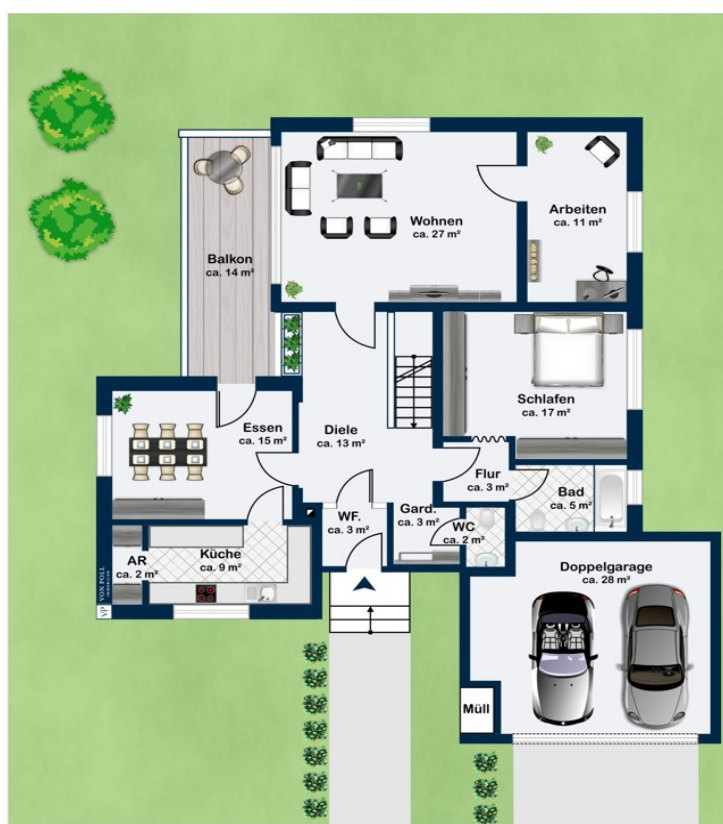 Wohnen
ca. 27 m²
Arbeiten
ca. 11 m²
Balkon
ca. 14 m²
Schlafen
ca. 17 m²
Essen
ca. 15 m²
Diele
ca. 13 m²
Flur
ca. 3 m²
Bad
ca. 5 m²
WF.
ca. 3 m²
Gard.
ca. 3 m²
WC
ca. 2 m²
Küche
ca. 9 m²
AR
ca. 2 m²
Doppelgarage
ca. 28 m²
Müll
VON POLL
VP